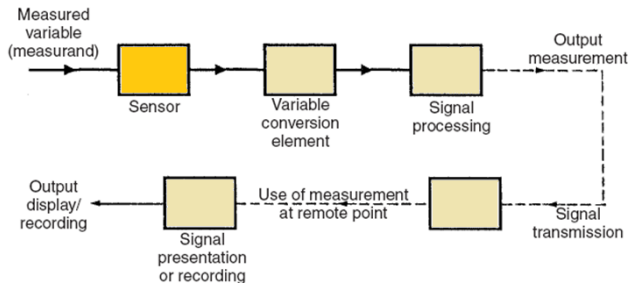 Measured
variable
(measurand)
Sensor
Variable
conversion
element
Signal
processing
Output
measurement
Output
display/
recording
Signal
presentation
or recording
Use of measurement
at remote point
Signal
transmission